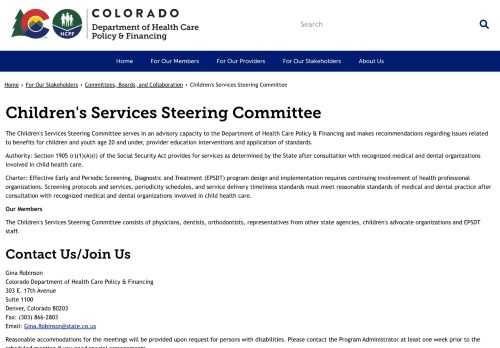 COLORADO
Department of Health Care
Policy & Financing
HCPF
Search
Home
For Our Members
For Our Providers
For Our Stakeholders
About Us
Home › For Our Stakeholders › Committees, Boards, and Collaboration › Children's Services Steering Committee
Children's Services Steering Committee
The Children's Services Steering Committee serves in an advisory capacity to the Department of Health Care Policy & Financing and makes recommendations regarding issues related
to benefits for children and youth age 20 and under, provider education interventions and application of standards.
Authority: Section 1905 (r)(1)(A)(i) of the Social Security Act provides for services as determined by the State after consultation with recognized medical and dental organizations
involved in child health care.
Charter: Effective Early and Periodic Screening, Diagnostic and Treatment (EPSDT) program design and implementation requires continuing involvement of health professional
organizations. Screening protocols and services, periodicity schedules, and service delivery timeliness standards must meet reasonable standards of medical and dental practice after
consultation with recognized medical and dental organizations involved in child health care.
Our Members
The Children's Services Steering Committee consists of physicians, dentists, orthodontists, representatives from other state agencies, children's advocate organizations and EPSDT
staff.
Contact Us/Join Us
Gina Robinson
Colorado Department of Health Care Policy & Financing
303 E. 17th Avenue
Suite 1100
Denver, Colorado 80203
Fax: (303) 866-2803
Email: Gina.Robinson@state.co.us
Reasonable accommodations for the meetings will be provided upon request for persons with disabilities. Please contact the Program Administrator at least one week prior to the